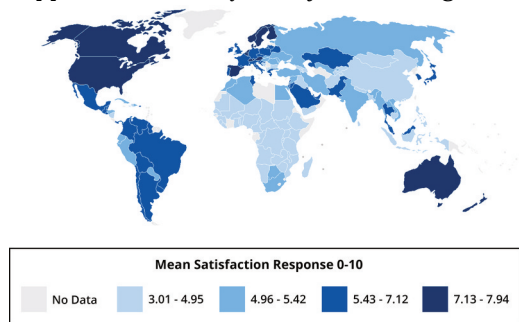 Mean Satisfaction Response 0-10
No Data
3.01 - 4.95
4.96 - 5.42
5.43 - 7.12
7.13 - 7.94